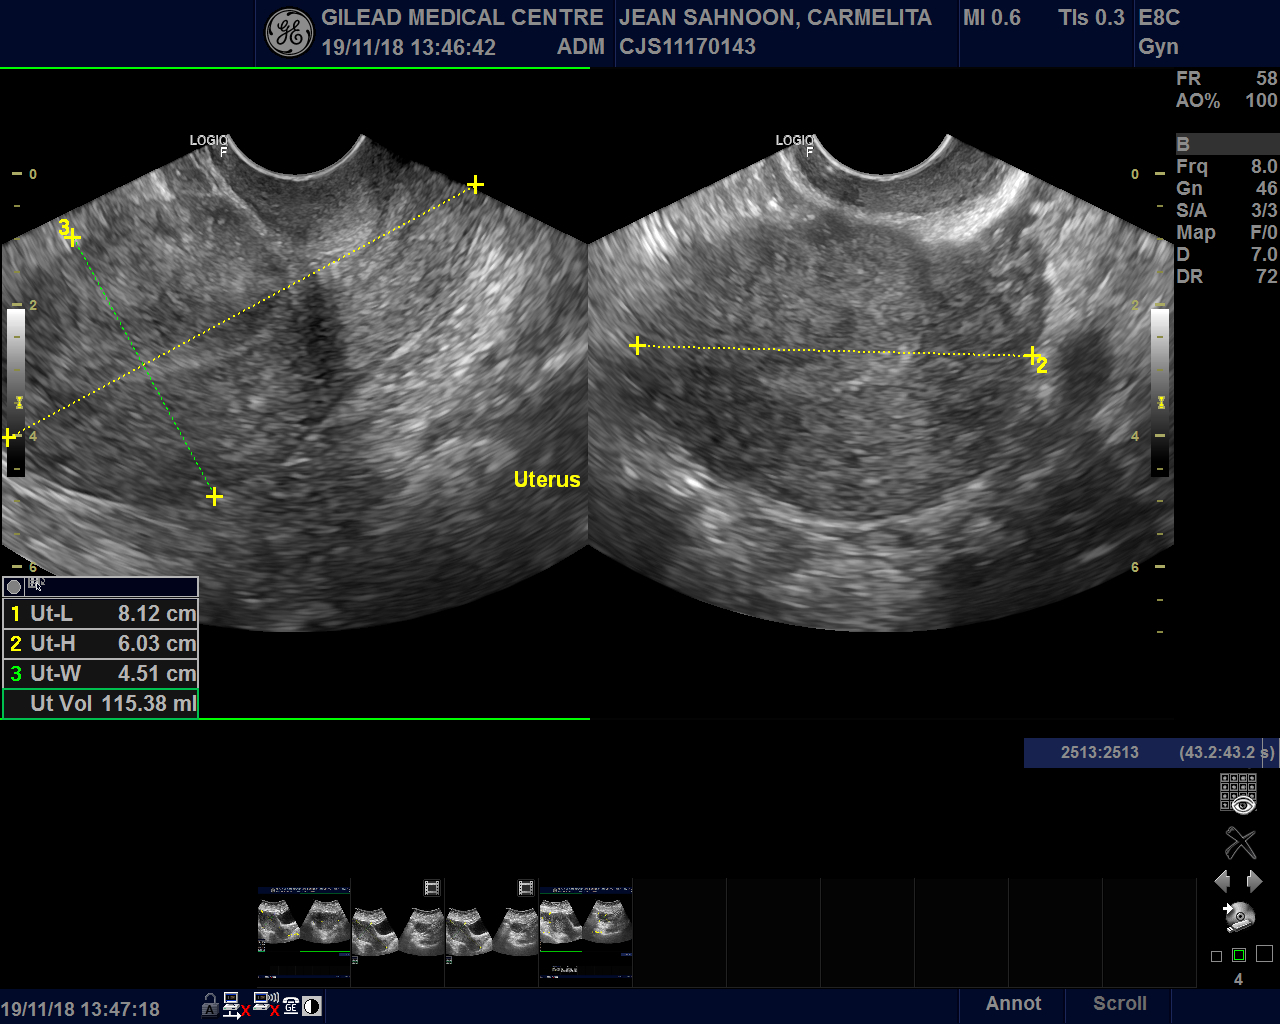 GILEAD MEDICAL CENTRE
19/11/18 13:46:42 ADM
JEAN SAHNOON, CARMELITA
CJS11170143
MI 0.6 TIs 0.3
E8C
Gyn
FR 58
AO% 100
B
Frq 8.0
Gn 46
S/A 3/3
Map F/0
D 7.0
DR 72
LOGIQ
F
LOGIQ
F
0
2
4
6
0
2
4
6
3
2
Uterus
1 Ut-L 8.12 cm
2 Ut-H 6.03 cm
3 Ut-W 4.51 cm
Ut Vol 115.38 ml
2513:2513 (43.2:43.2 s)
4
19/11/18 13:47:18
A
GE
Annot
Scroll